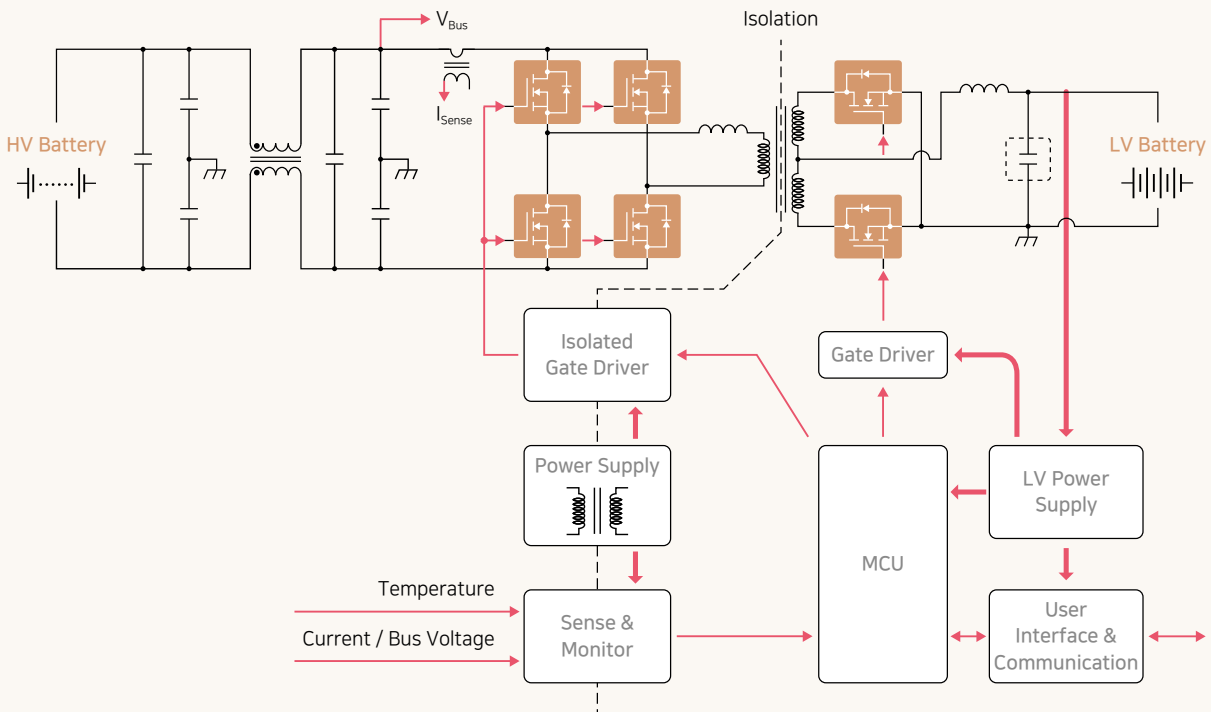 V_Bus
Isolation
I_Sense
HV Battery
LV Battery
Isolated
Gate Driver
Gate Driver
Power Supply
LV Power
Supply
MCU
Temperature
Current / Bus Voltage
Sense &
Monitor
User
Interface &
Communication